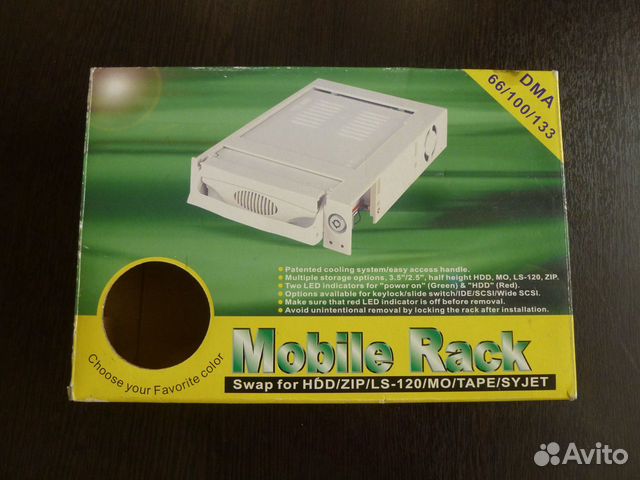 DMA
66/100/133
Patented cooling system/easy access handle.
Multiple storage options, 3.5"/2.5", half height HDD, MO, LS-120, ZIP.
Two LED indicators for "power on" (Green) & "HDD" (Red).
Options available for keylock/slide switch/IDE/SCSI/Wide SCSI.
Make sure that red LED indicator is off before removal.
Avoid unintentional removal by locking the rack after installation.
Choose your Favorite color
Mobile Rack
Swap for HDD/ZIP/LS-120/MO/TAPE/SYJET
Avito